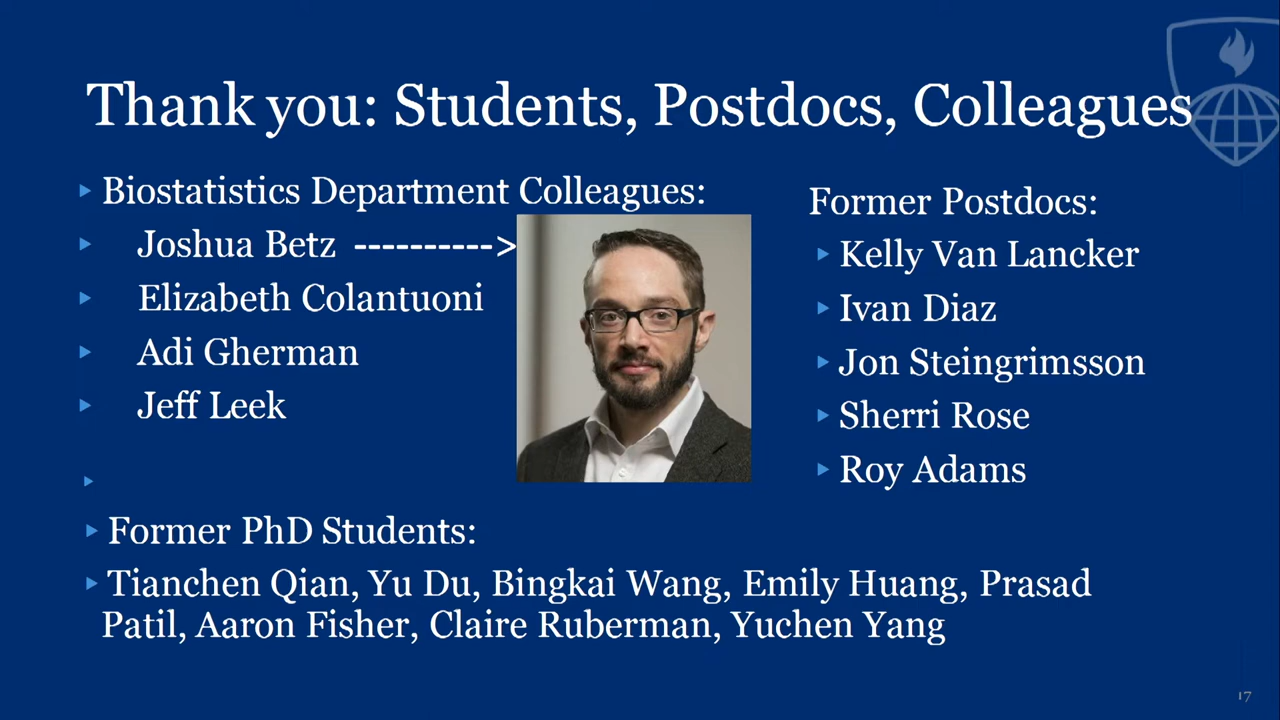 Thank you: Students, Postdocs, Colleagues
Biostatistics Department Colleagues:
Joshua Betz ---------->
Elizabeth Colantuoni
Adi Gherman
Jeff Leek
Former Postdocs:
Kelly Van Lancker
Ivan Diaz
Jon Steingrimsson
Sherri Rose
Roy Adams
Former PhD Students:
Tianchen Qian, Yu Du, Bingkai Wang, Emily Huang, Prasad
Patil, Aaron Fisher, Claire Ruberman, Yuchen Yang
17